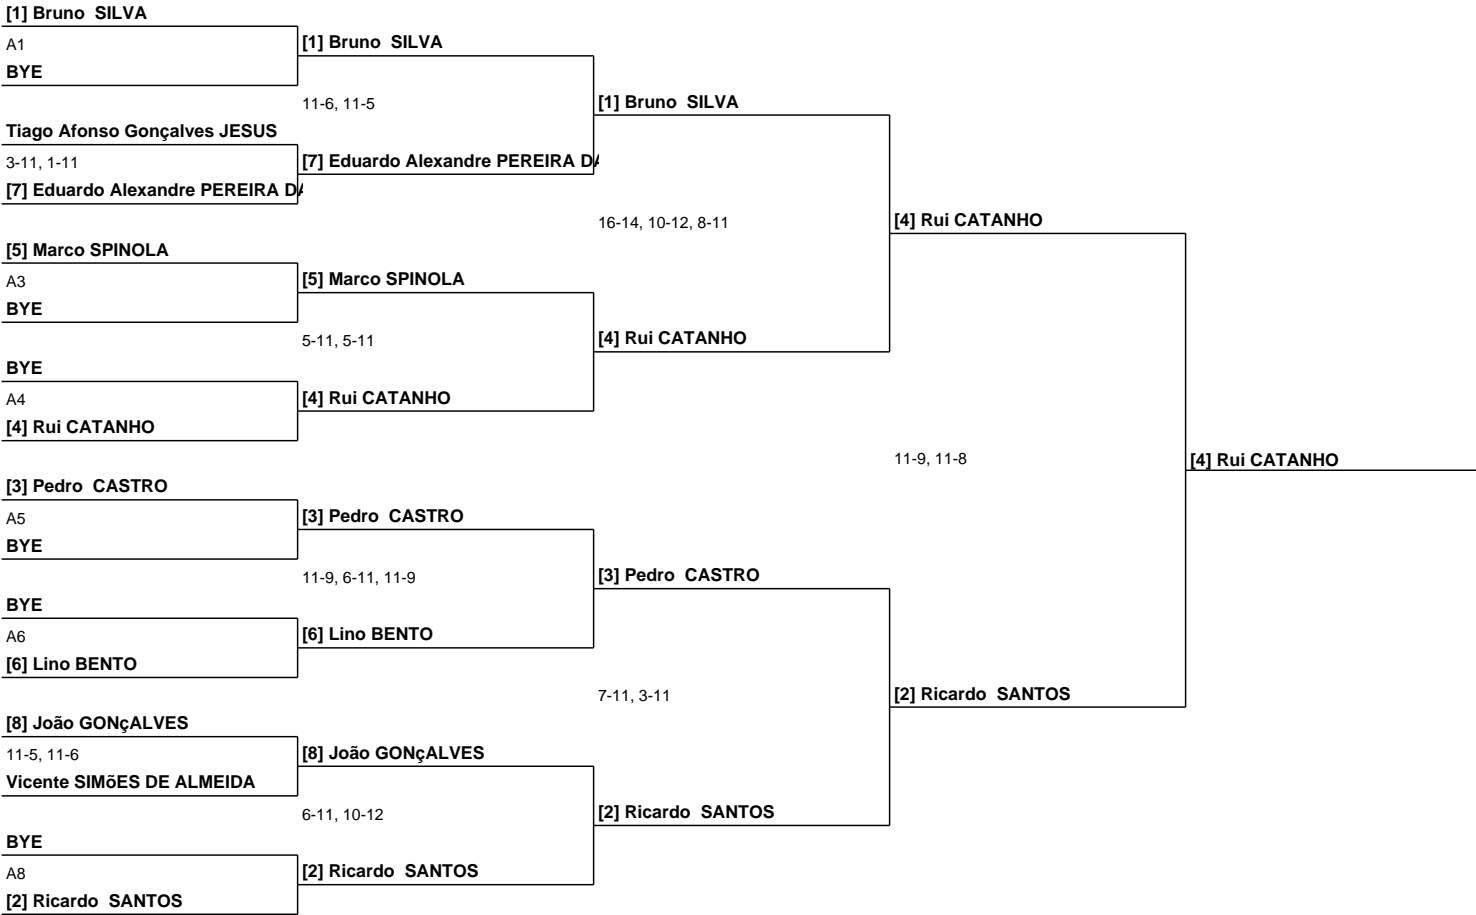 [1] Bruno  SILVA
A1
BYE
Tiago Afonso Gonçalves JESUS
3-11, 1-11
[7] Eduardo Alexandre PEREIRA DA
[5] Marco SPINOLA
A3
BYE
BYE
A4
[4] Rui CATANHO
[3] Pedro  CASTRO
A5
BYE
BYE
A6
[6] Lino BENTO
[8] João GONçALVES
11-5, 11-6
Vicente SIMõES DE ALMEIDA
BYE
A8
[2] Ricardo  SANTOS
[1] Bruno  SILVA
11-6, 11-5
[7] Eduardo Alexandre PEREIRA DA
[5] Marco SPINOLA
5-11, 5-11
[4] Rui CATANHO
[3] Pedro  CASTRO
11-9, 6-11, 11-9
[6] Lino BENTO
[8] João GONçALVES
6-11, 10-12
[2] Ricardo  SANTOS
[1] Bruno  SILVA
16-14, 10-12, 8-11
[4] Rui CATANHO
[3] Pedro  CASTRO
7-11, 3-11
[2] Ricardo  SANTOS
[4] Rui CATANHO
11-9, 11-8
[2] Ricardo  SANTOS
[4] Rui CATANHO